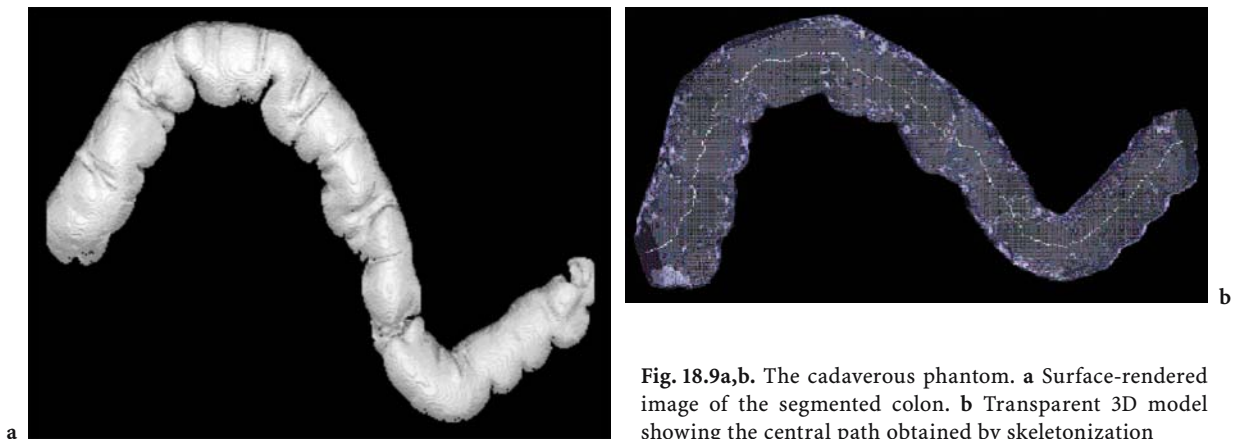 a
b
Fig. 18.9a,b. The cadaverous phantom. a Surface-rendered
image of the segmented colon. b Transparent 3D model
showing the central path obtained by skeletonization